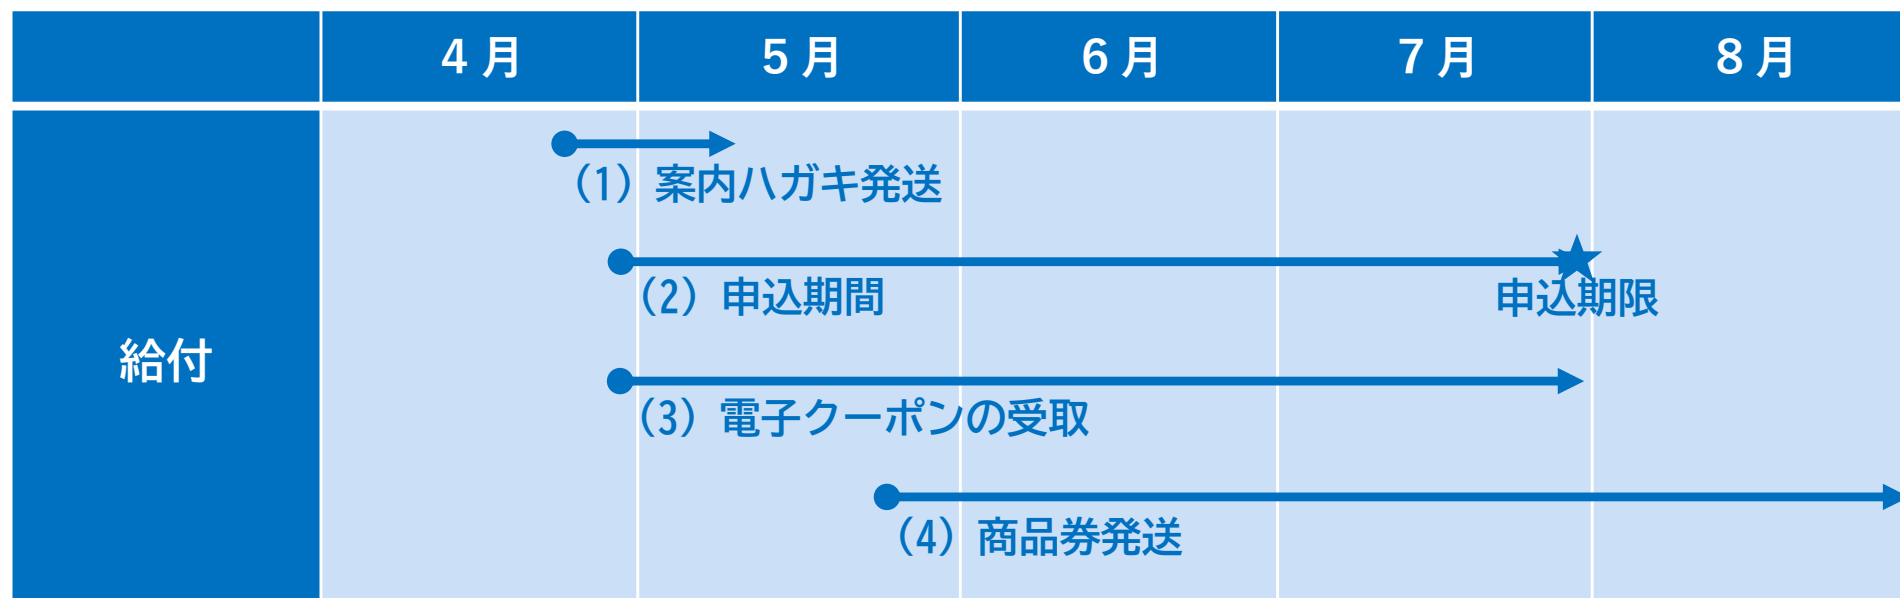 4月 5月 6月 7月 8月
給付
(1) 案内ハガキ発送
(2) 申込期間
申込期限
(3) 電子クーポンの受取
(4) 商品券発送